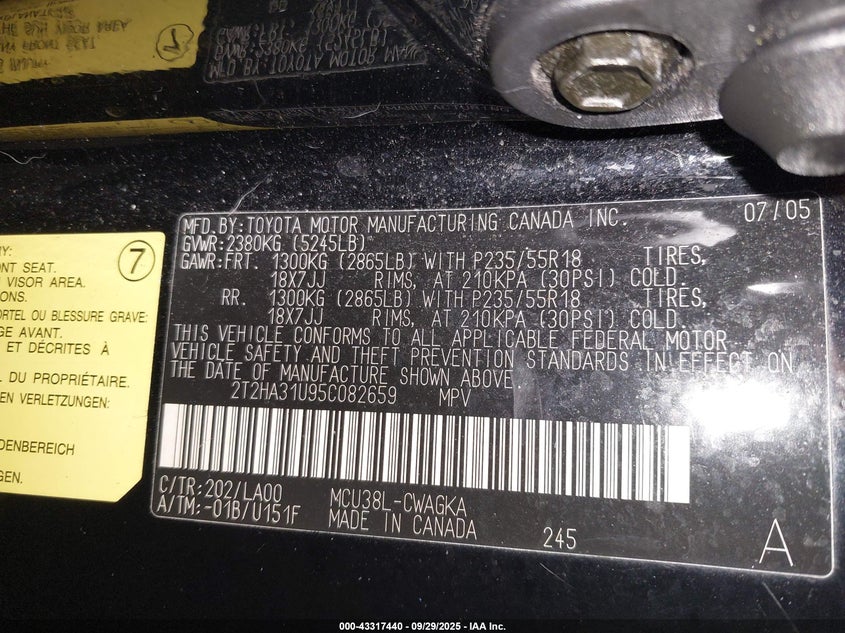 MFD.BY:TOYOTA MOTOR MANUFACTURING CANADA INC. 07/05
GVWR:2380KG (5245LB)
GAWR:FRT. 1300KG (2865LB) WITH P235/55R18 TIRES,
18X7JJ RIMS, AT 210KPA (30PSI) COLD.
RR. 1300KG (2865LB) WITH P235/55R18 TIRES,
18X7JJ RIMS, AT 210KPA (30PSI) COLD.
THIS VEHICLE CONFORMS TO ALL APPLICABLE FEDERAL MOTOR
VEHICLE SAFETY AND THEFT PREVENTION STANDARDS IN EFFECT ON
THE DATE OF MANUFACTURE SHOWN ABOVE.
2T2HA31U95C082659 MPV
C/TR:202/LA00 MCU38L-CWAGKA
A/TM:-01B/U151F MADE IN CANADA 245 A
7
Y:
ONT SEAT.
VISOR AREA.
ONS.
ORTEL OU BLESSURE GRAVE:
GE AVANT.
ET DÉCRITES À
L DU PROPRIÉTAIRE.
EN VERLETZUNGEN:
DENBEREICH
GEN.
000-43317440 - 09/29/2025 - IAA Inc.